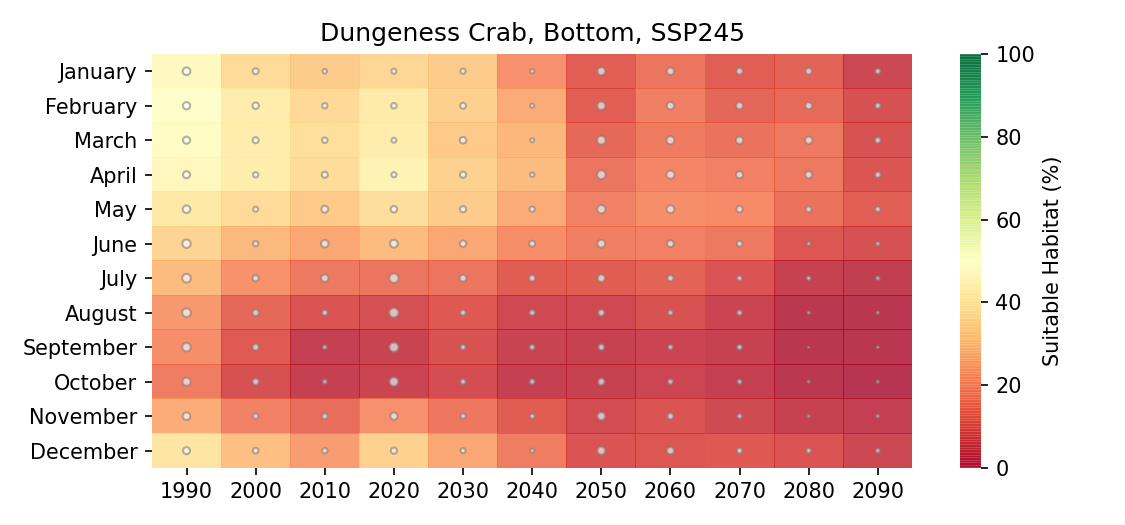 Dungeness Crab, Bottom, SSP245
January
February
March
April
May
June
July
August
September
October
November
December
1990 2000 2010 2020 2030 2040 2050 2060 2070 2080 2090
100
80
60
40
20
0
Suitable Habitat (%)